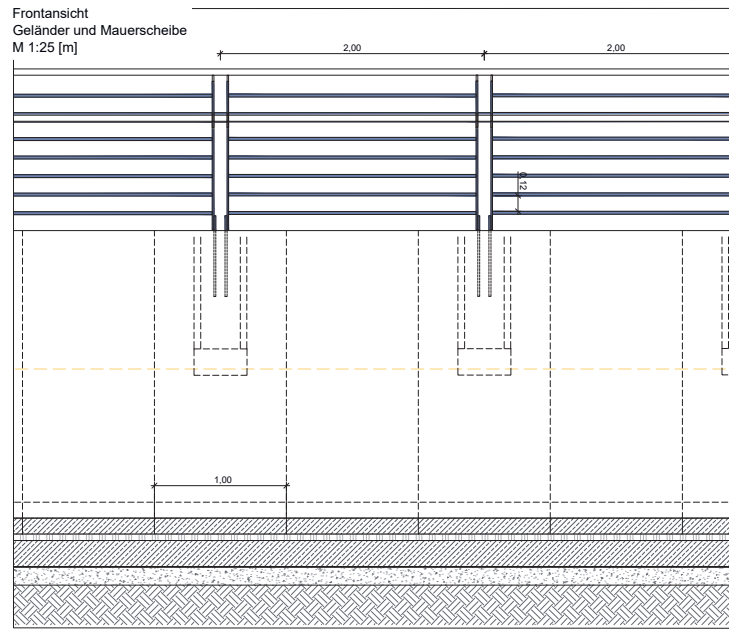 Frontansicht
Geländer und Mauerscheibe
M 1:25 [m]
2,00
2,00
0,12
1,00